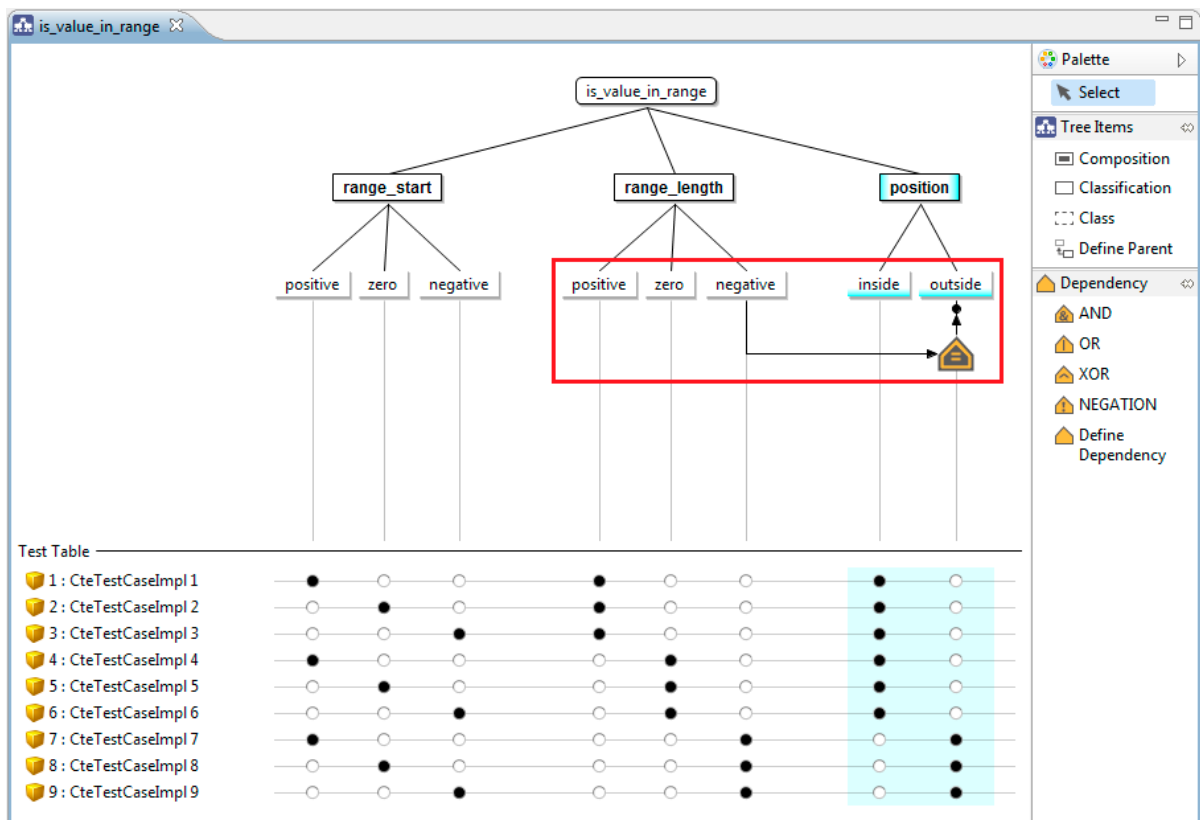 is_value_in_range
Palette
Select
Tree Items
Composition
Classification
Class
Define Parent
Dependency
AND
OR
XOR
NEGATION
Define
Dependency
is_value_in_range
range_start
range_length
position
positive
zero
negative
positive
zero
negative
inside
outside
Test Table
1 : CteTestCaseImpl 1
2 : CteTestCaseImpl 2
3 : CteTestCaseImpl 3
4 : CteTestCaseImpl 4
5 : CteTestCaseImpl 5
6 : CteTestCaseImpl 6
7 : CteTestCaseImpl 7
8 : CteTestCaseImpl 8
9 : CteTestCaseImpl 9